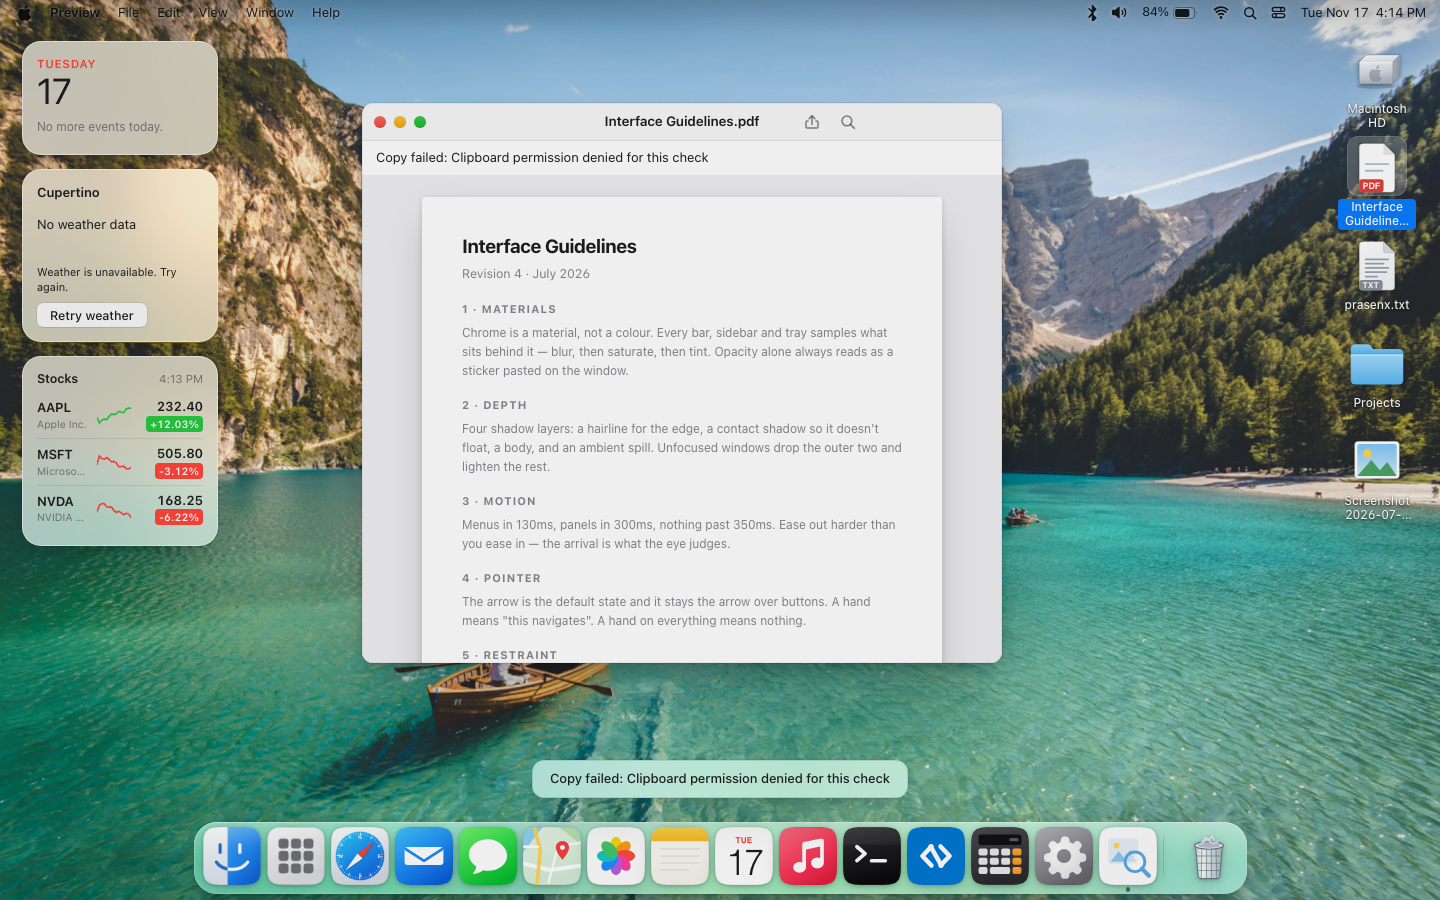 Preview File Edit View Window Help
84% Tue Nov 17 4:14 PM
TUESDAY
17
No more events today.
Cupertino
No weather data
Weather is unavailable. Try
again.
Retry weather
Stocks 4:13 PM
AAPL 232.40
Apple Inc. +12.03%
MSFT 505.80
Microso... -3.12%
NVDA 168.25
NVIDIA ... -6.22%
Interface Guidelines.pdf
Copy failed: Clipboard permission denied for this check
Interface Guidelines
Revision 4 · July 2026
1 · MATERIALS
Chrome is a material, not a colour. Every bar, sidebar and tray samples what
sits behind it — blur, then saturate, then tint. Opacity alone always reads as a
sticker pasted on the window.
2 · DEPTH
Four shadow layers: a hairline for the edge, a contact shadow so it doesn't
float, a body, and an ambient spill. Unfocused windows drop the outer two and
lighten the rest.
3 · MOTION
Menus in 130ms, panels in 300ms, nothing past 350ms. Ease out harder than
you ease in — the arrival is what the eye judges.
4 · POINTER
The arrow is the default state and it stays the arrow over buttons. A hand
means "this navigates". A hand on everything means nothing.
5 · RESTRAINT
Macintosh
HD
PDF
Interface
Guideline...
TXT
prasenx.txt
Projects
Screenshot
2026-07-...
11
Copy failed: Clipboard permission denied for this check
TUE
17